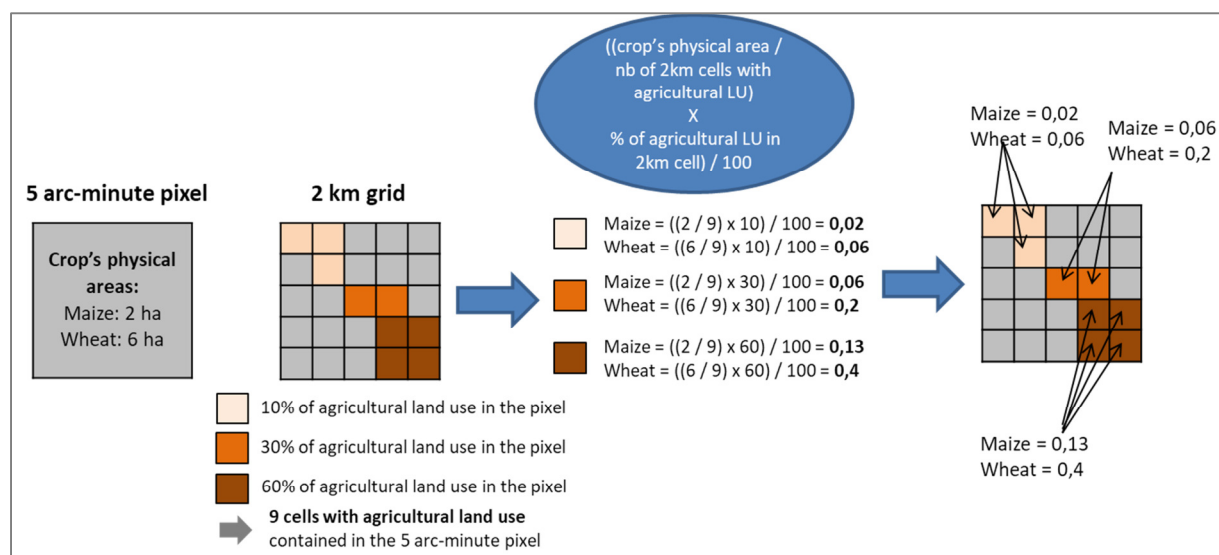 ((crop's physical area /
nb of 2km cells with
agricultural LU)
X
% of agricultural LU in
2km cell) / 100
5 arc-minute pixel
Crop's physical
areas:
Maize: 2 ha
Wheat: 6 ha
2 km grid
10% of agricultural land use in the pixel
30% of agricultural land use in the pixel
60% of agricultural land use in the pixel
9 cells with agricultural land use
contained in the 5 arc-minute pixel
Maize = ((2 / 9) x 10) / 100 = 0,02
Wheat = ((6 / 9) x 10) / 100 = 0,06
Maize = ((2 / 9) x 30) / 100 = 0,06
Wheat = ((6 / 9) x 30) / 100 = 0,2
Maize = ((2 / 9) x 60) / 100 = 0,13
Wheat = ((6 / 9) x 60) / 100 = 0,4
Maize = 0,02
Wheat = 0,06
Maize = 0,06
Wheat = 0,2
Maize = 0,13
Wheat = 0,4